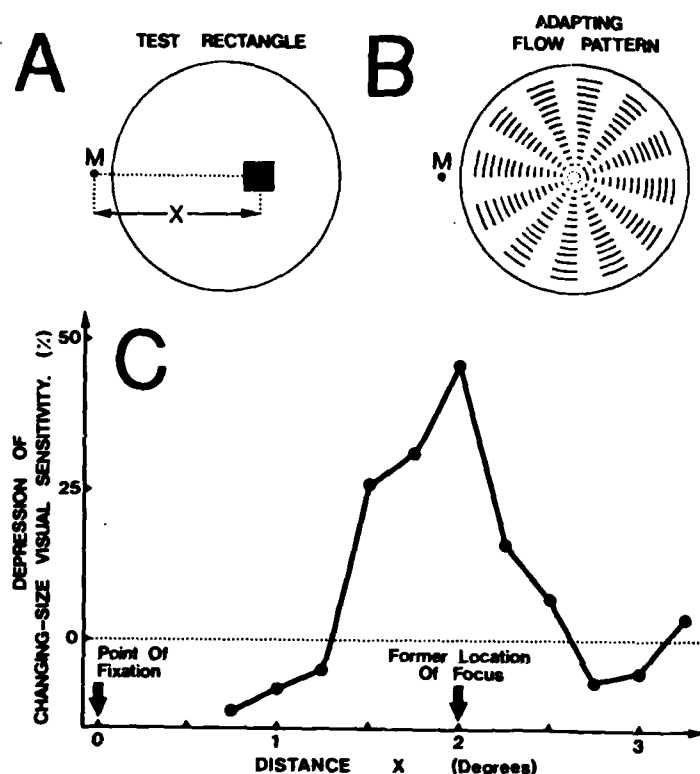 A
TEST RECTANGLE
M
X
B
ADAPTING
FLOW PATTERN
M
C
DEPRESSION OF
CHANGING-SIZE VISUAL SENSITIVITY. (%)
50
25
0
Point Of
Fixation
Former Location
Of Focus
0
1
2
3
DISTANCE X (Degrees)